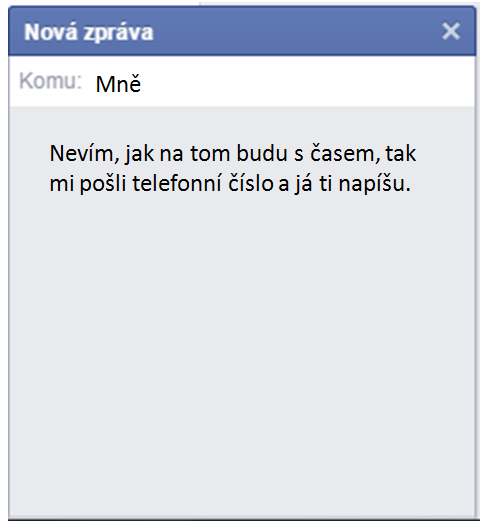 Nová zpráva
Komu: Mně
Nevím, jak na tom budu s časem, tak
mi pošli telefonní číslo a já ti napíšu.